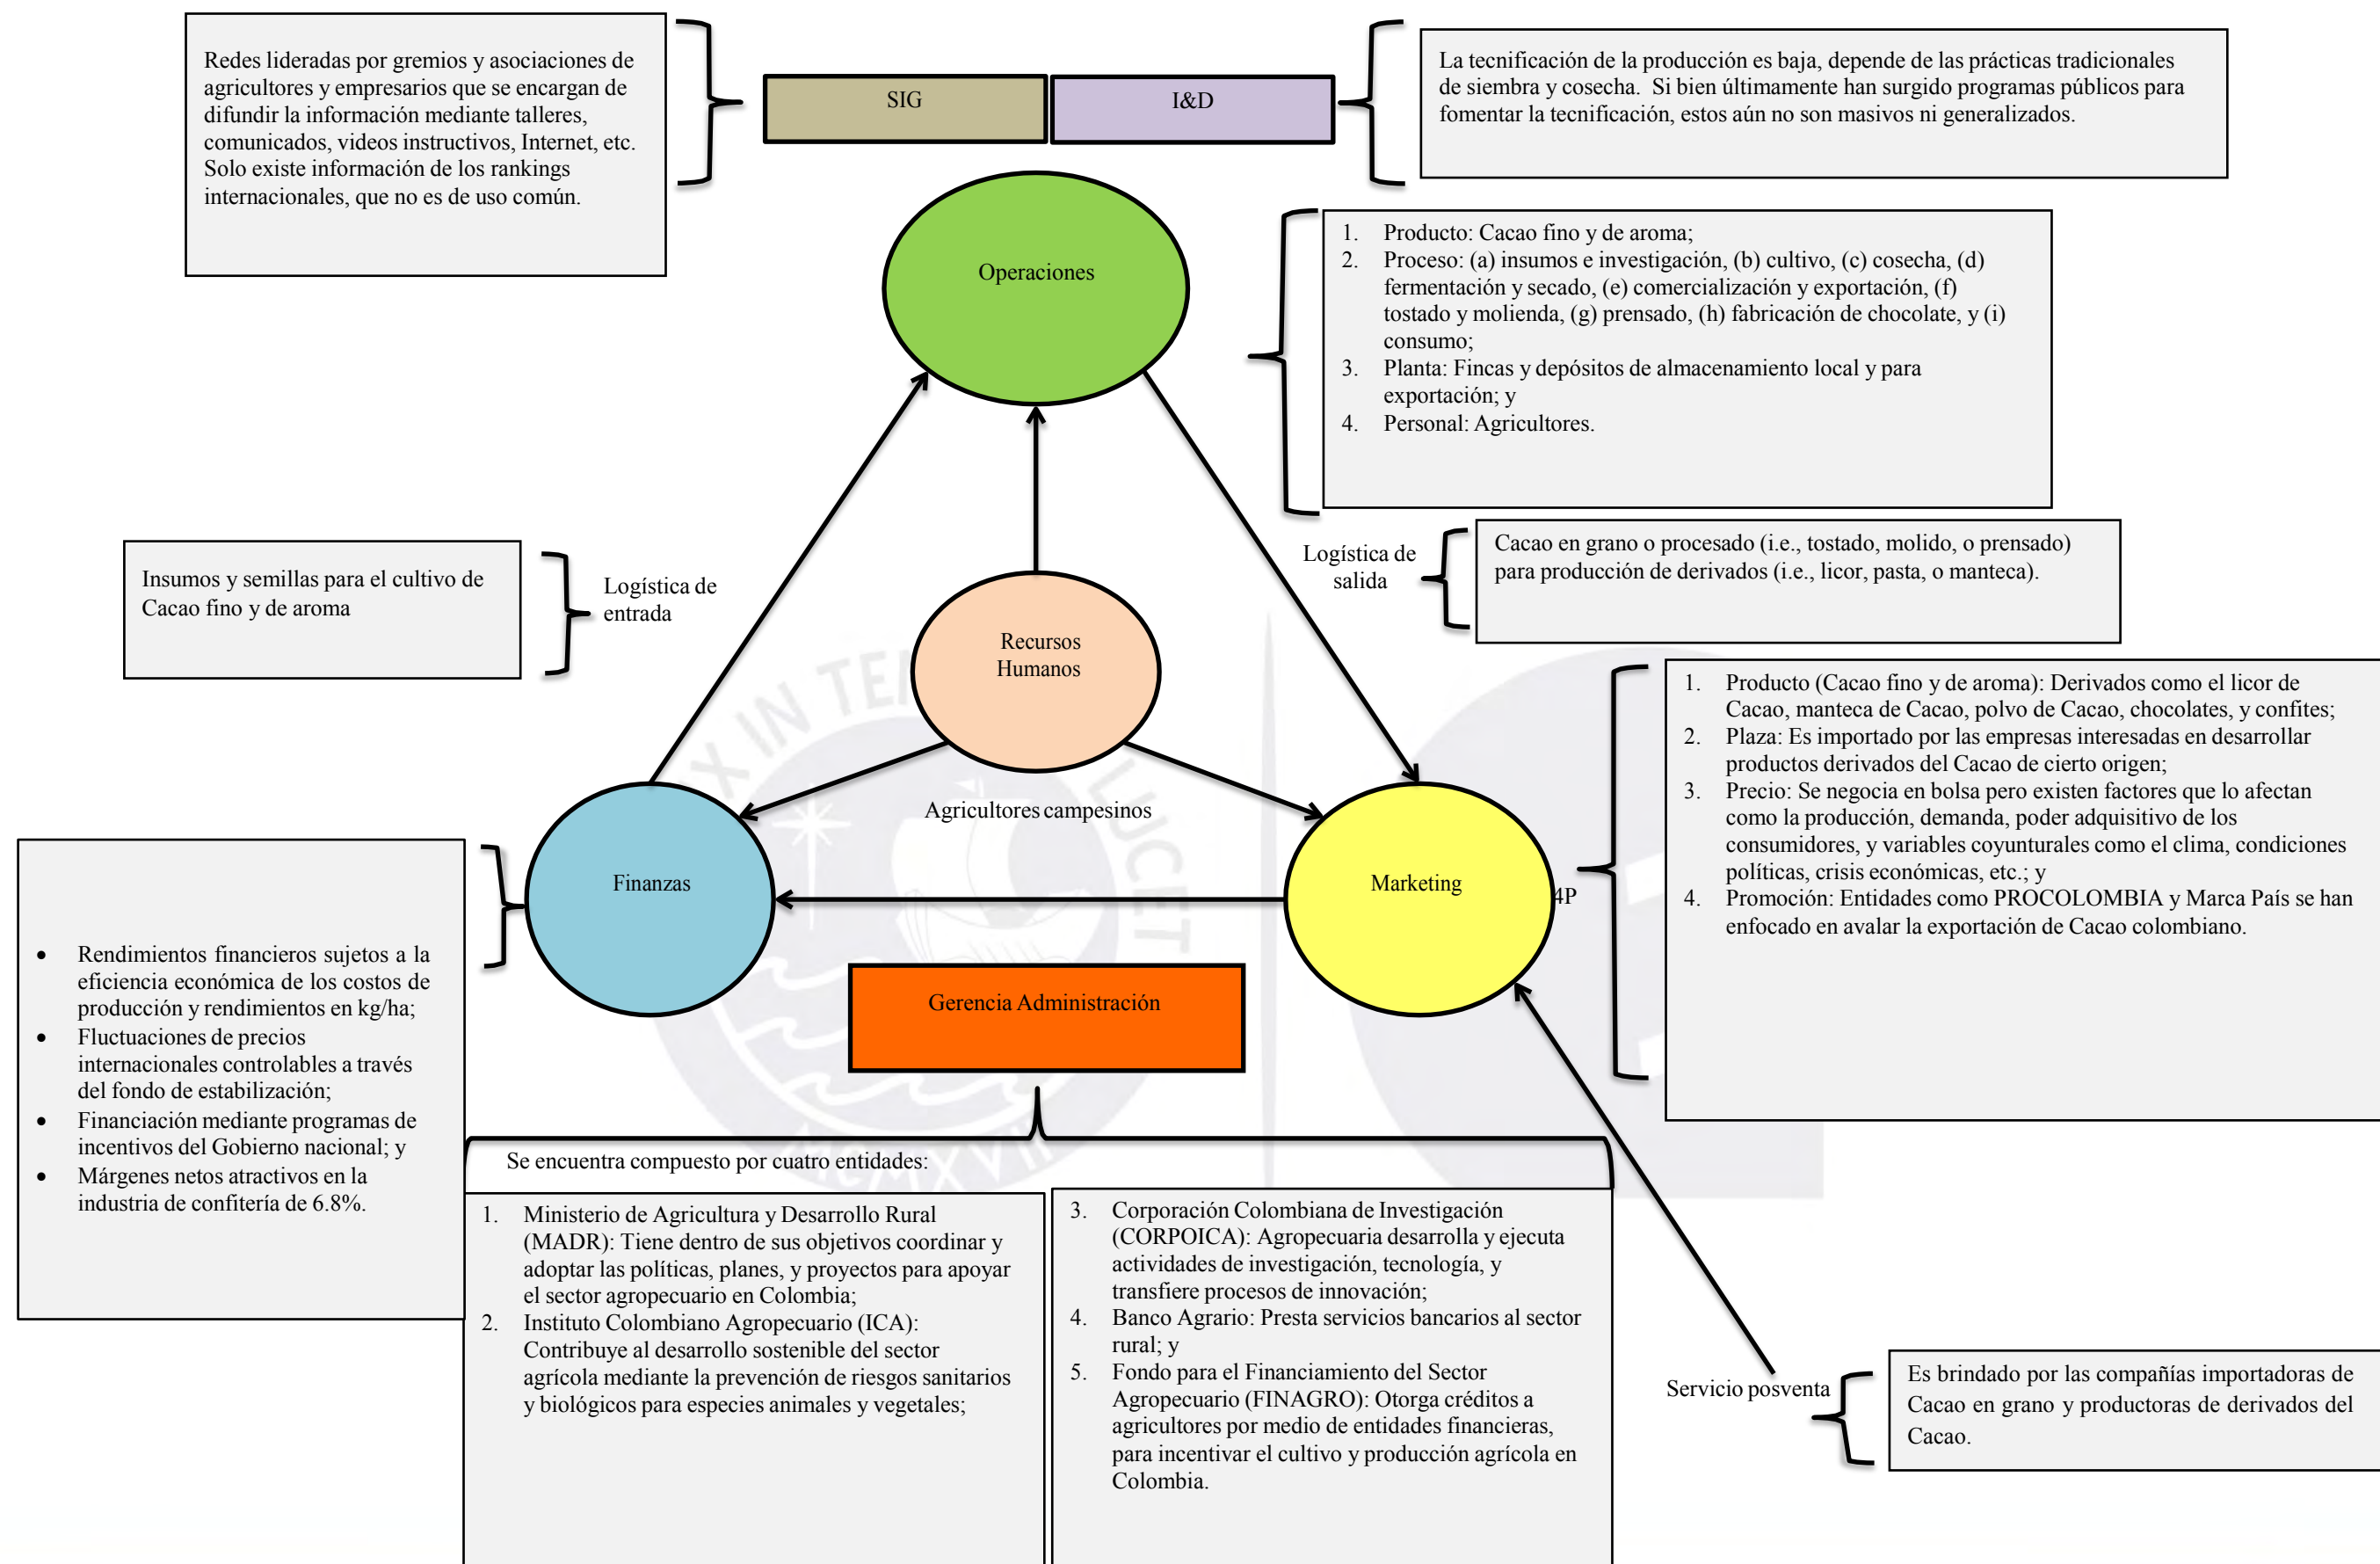 Redes lideradas por gremios y asociaciones de
agricultores y empresarios que se encargan de
difundir la información mediante talleres,
comunicados, videos instructivos, Internet, etc.
Solo existe información de los rankings
internacionales, que no es de uso común.
SIG
I&D
La tecnificación de la producción es baja, depende de las prácticas tradicionales
de siembra y cosecha.  Si bien últimamente han surgido programas públicos para
fomentar la tecnificación, estos aún no son masivos ni generalizados.
Operaciones
1. Producto: Cacao fino y de aroma;
2. Proceso: (a) insumos e investigación, (b) cultivo, (c) cosecha, (d)
fermentación y secado, (e) comercialización y exportación, (f)
tostado y molienda, (g) prensado, (h) fabricación de chocolate, y (i)
consumo;
3. Planta: Fincas y depósitos de almacenamiento local y para
exportación; y
4. Personal: Agricultores.
Insumos y semillas para el cultivo de
Cacao fino y de aroma
Logística de
entrada
Logística de
salida
Cacao en grano o procesado (i.e., tostado, molido, o prensado)
para producción de derivados (i.e., licor, pasta, o manteca).
Recursos
Humanos
Agricultores campesinos
Finanzas
Marketing
4P
1. Producto (Cacao fino y de aroma): Derivados como el licor de
Cacao, manteca de Cacao, polvo de Cacao, chocolates, y confites;
2. Plaza: Es importado por las empresas interesadas en desarrollar
productos derivados del Cacao de cierto origen;
3. Precio: Se negocia en bolsa pero existen factores que lo afectan
como la producción, demanda, poder adquisitivo de los
consumidores, y variables coyunturales como el clima, condiciones
políticas, crisis económicas, etc.; y
4. Promoción: Entidades como PROCOLOMBIA y Marca País se han
enfocado en avalar la exportación de Cacao colombiano.
• Rendimientos financieros sujetos a la
eficiencia económica de los costos de
producción y rendimientos en kg/ha;
• Fluctuaciones de precios
internacionales controlables a través
del fondo de estabilización;
• Financiación mediante programas de
incentivos del Gobierno nacional; y
• Márgenes netos atractivos en la
industria de confitería de 6.8%.
Gerencia Administración
Se encuentra compuesto por cuatro entidades:
1. Ministerio de Agricultura y Desarrollo Rural
(MADR): Tiene dentro de sus objetivos coordinar y
adoptar las políticas, planes, y proyectos para apoyar
el sector agropecuario en Colombia;
2. Instituto Colombiano Agropecuario (ICA):
Contribuye al desarrollo sostenible del sector
agrícola mediante la prevención de riesgos sanitarios
y biológicos para especies animales y vegetales;
3. Corporación Colombiana de Investigación
(CORPOICA): Agropecuaria desarrolla y ejecuta
actividades de investigación, tecnología, y
transfiere procesos de innovación;
4. Banco Agrario: Presta servicios bancarios al sector
rural; y
5. Fondo para el Financiamiento del Sector
Agropecuario (FINAGRO): Otorga créditos a
agricultores por medio de entidades financieras,
para incentivar el cultivo y producción agrícola en
Colombia.
Servicio posventa
Es brindado por las compañías importadoras de
Cacao en grano y productoras de derivados del
Cacao.